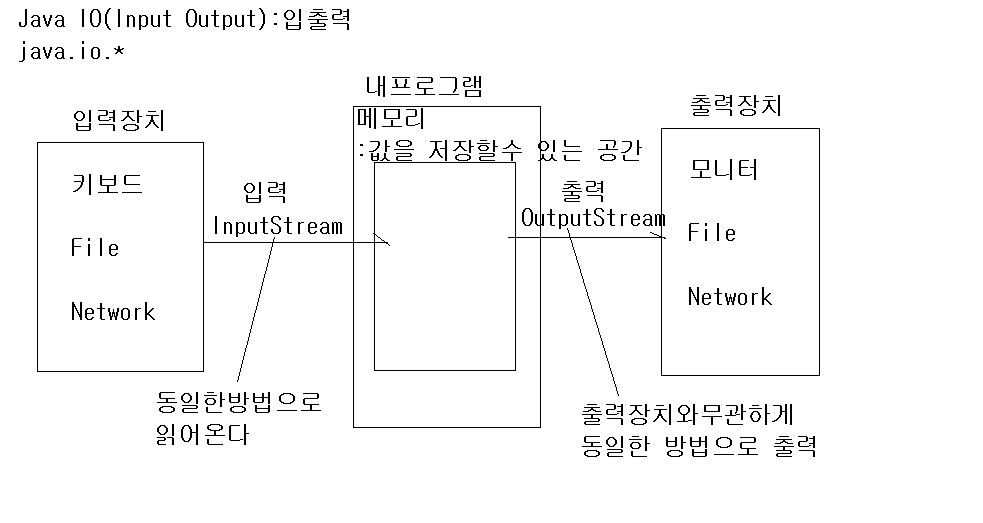 Java IO(Input Output):입출력
java.io.*
내프로그램
입력장치
출력장치
메모리
:값을 저장할수 있는 공간
키보드
File
Network
입력
InputStream
출력
OutputStream
모니터
File
Network
동일한방법으로
읽어온다
출력장치와무관하게
동일한 방법으로 출력